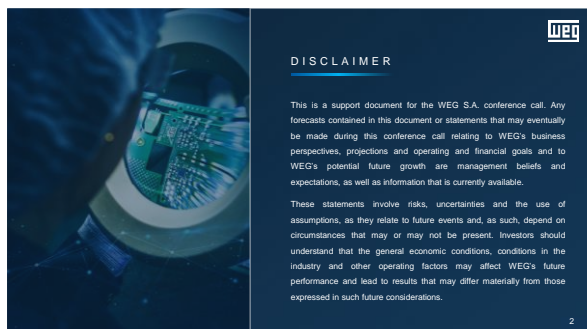 WEG
DISCLAIMER
This is a support document for the WEG S.A. conference call. Any
forecasts contained in this document or statements that may eventually
be made during this conference call relating to WEG's business
perspectives, projections and operating and financial goals and to
WEG's potential future growth are management beliefs and
expectations, as well as information that is currently available.
These statements involve risks, uncertainties and the use of
assumptions, as they relate to future events and, as such, depend on
circumstances that may or may not be present. Investors should
understand that the general economic conditions, conditions in the
industry and other operating factors may affect WEG's future
performance and lead to results that may differ materially from those
expressed in such future considerations.
2